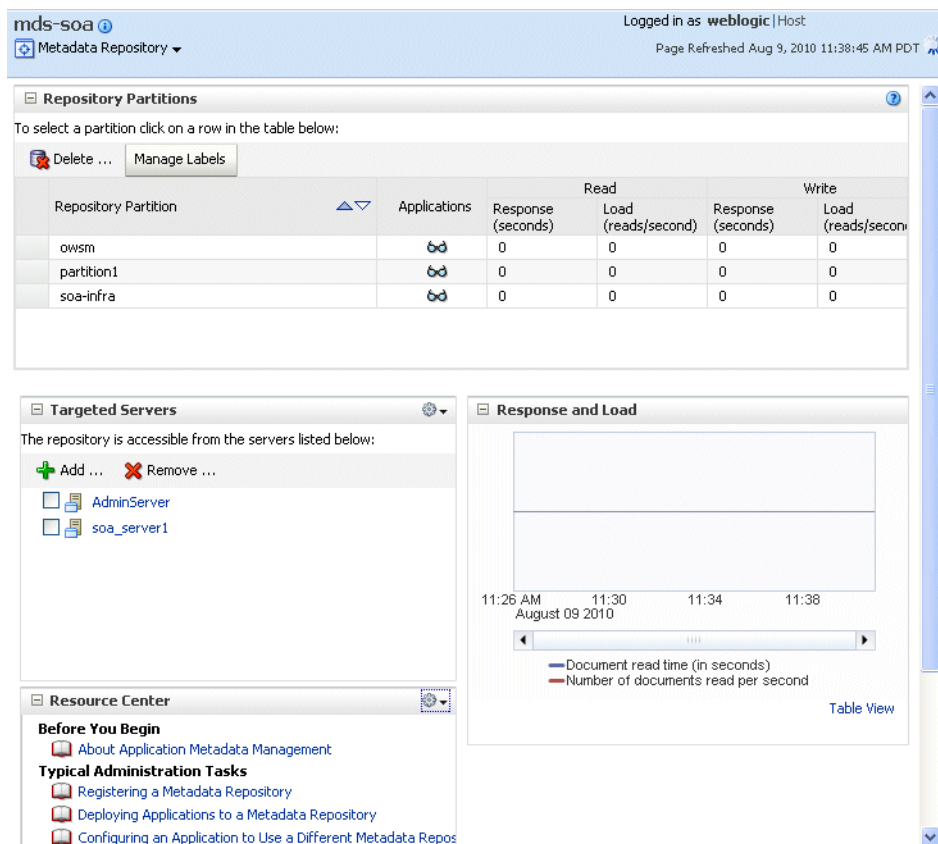 mds-soa
Logged in as weblogic|Host
Metadata Repository
Page Refreshed Aug 9, 2010 11:38:45 AM PDT
Repository Partitions
To select a partition click on a row in the table below:
Delete ... Manage Labels
Repository Partition Applications Read Write
Response (seconds) Load (reads/second) Response (seconds) Load (reads/secon
owsm 0 0 0 0
partition1 0 0 0 0
soa-infra 0 0 0 0
Targeted Servers
The repository is accessible from the servers listed below:
Add ... Remove ...
AdminServer
soa_server1
Response and Load
11:26 AM 11:30 11:34 11:38
August 09 2010
Document read time (in seconds)
Number of documents read per second
Table View
Resource Center
Before You Begin
About Application Metadata Management
Typical Administration Tasks
Registering a Metadata Repository
Deploying Applications to a Metadata Repository
Configuring an Application to Use a Different Metadata Repos